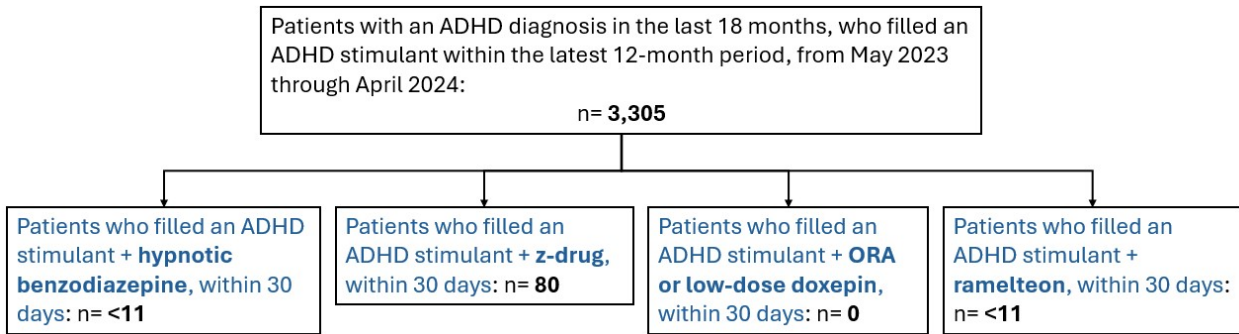 Patients with an ADHD diagnosis in the last 18 months, who filled an
ADHD stimulant within the latest 12-month period, from May 2023
through April 2024:
n= 3,305
Patients who filled an ADHD
stimulant + hypnotic
benzodiazepine, within 30
days: n= <11
Patients who filled an
ADHD stimulant + z-drug,
within 30 days: n= 80
Patients who filled an
ADHD stimulant + ORA
or low-dose doxepin,
within 30 days: n= 0
Patients who filled an
ADHD stimulant +
ramelteon, within 30 days:
n= <11